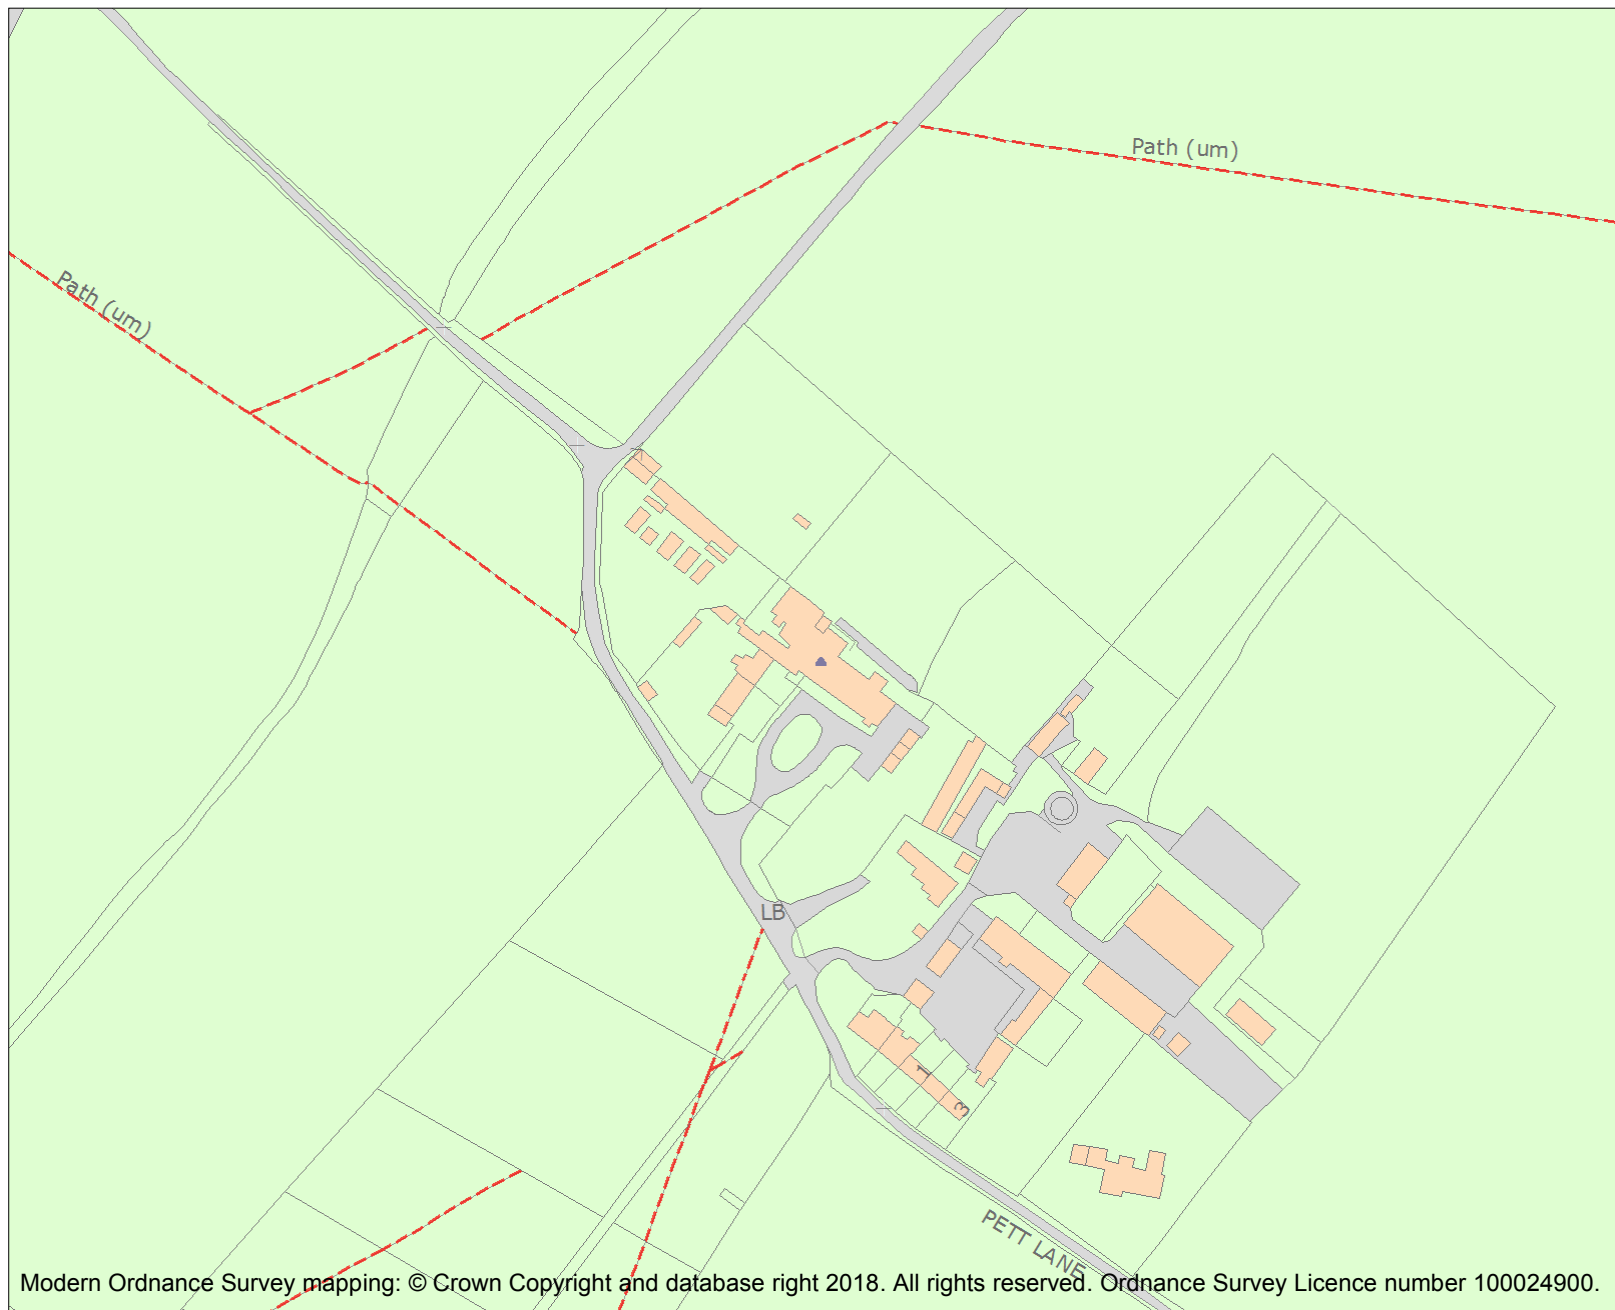 Path (um)
Path (um)
LB
1
3
PETT LANE
Modern Ordnance Survey mapping: © Crown Copyright and database right 2018. All rights reserved. Ordnance Survey Licence number 100024900.